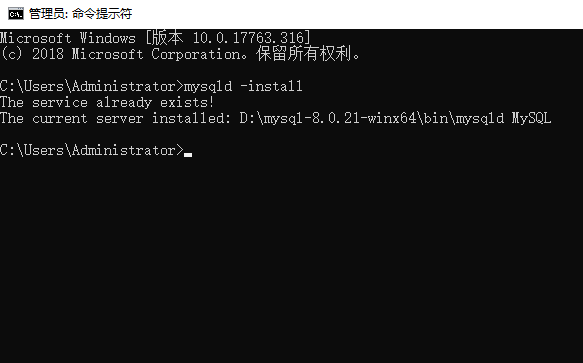 管理员: 命令提示符
Microsoft Windows [版本 10.0.17763.316]
(c) 2018 Microsoft Corporation。保留所有权利。
C:\Users\Administrator>mysqld -install
The service already exists!
The current server installed: D:\mysql-8.0.21-winx64\bin\mysqld MySQL
C:\Users\Administrator>